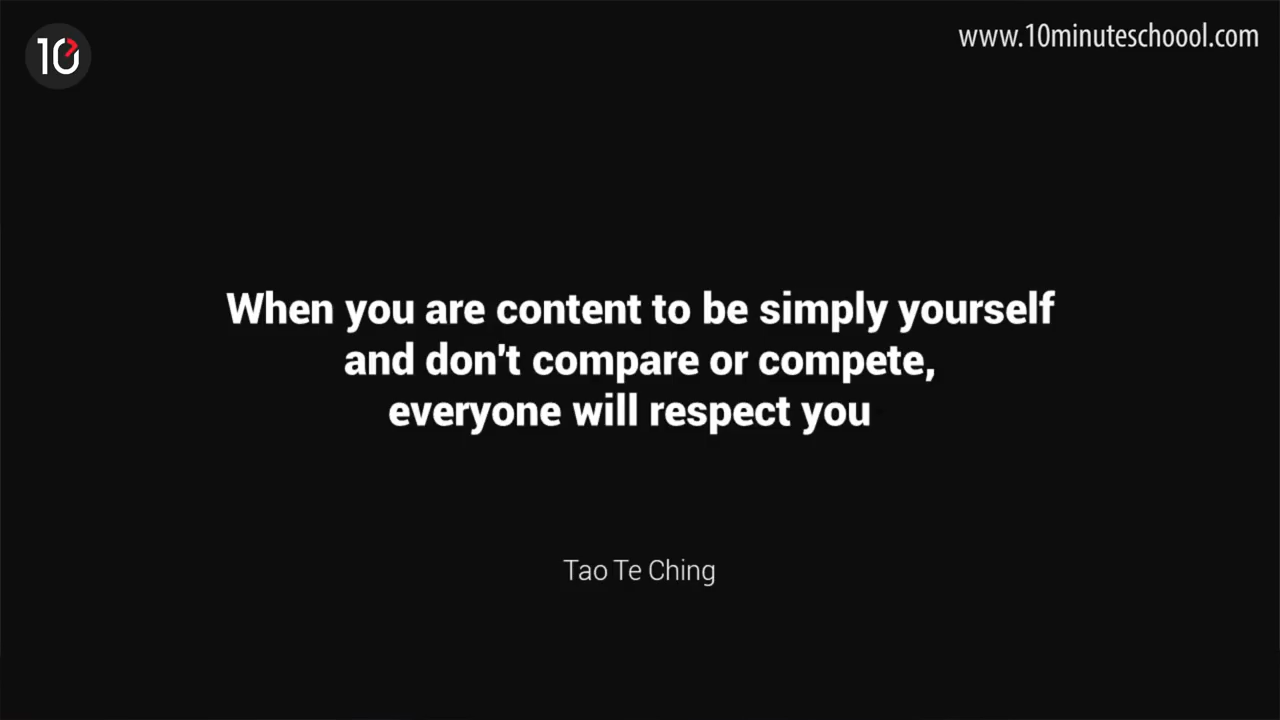 10
www.10minuteschoool.com
When you are content to be simply yourself
and don't compare or compete,
everyone will respect you
Tao Te Ching